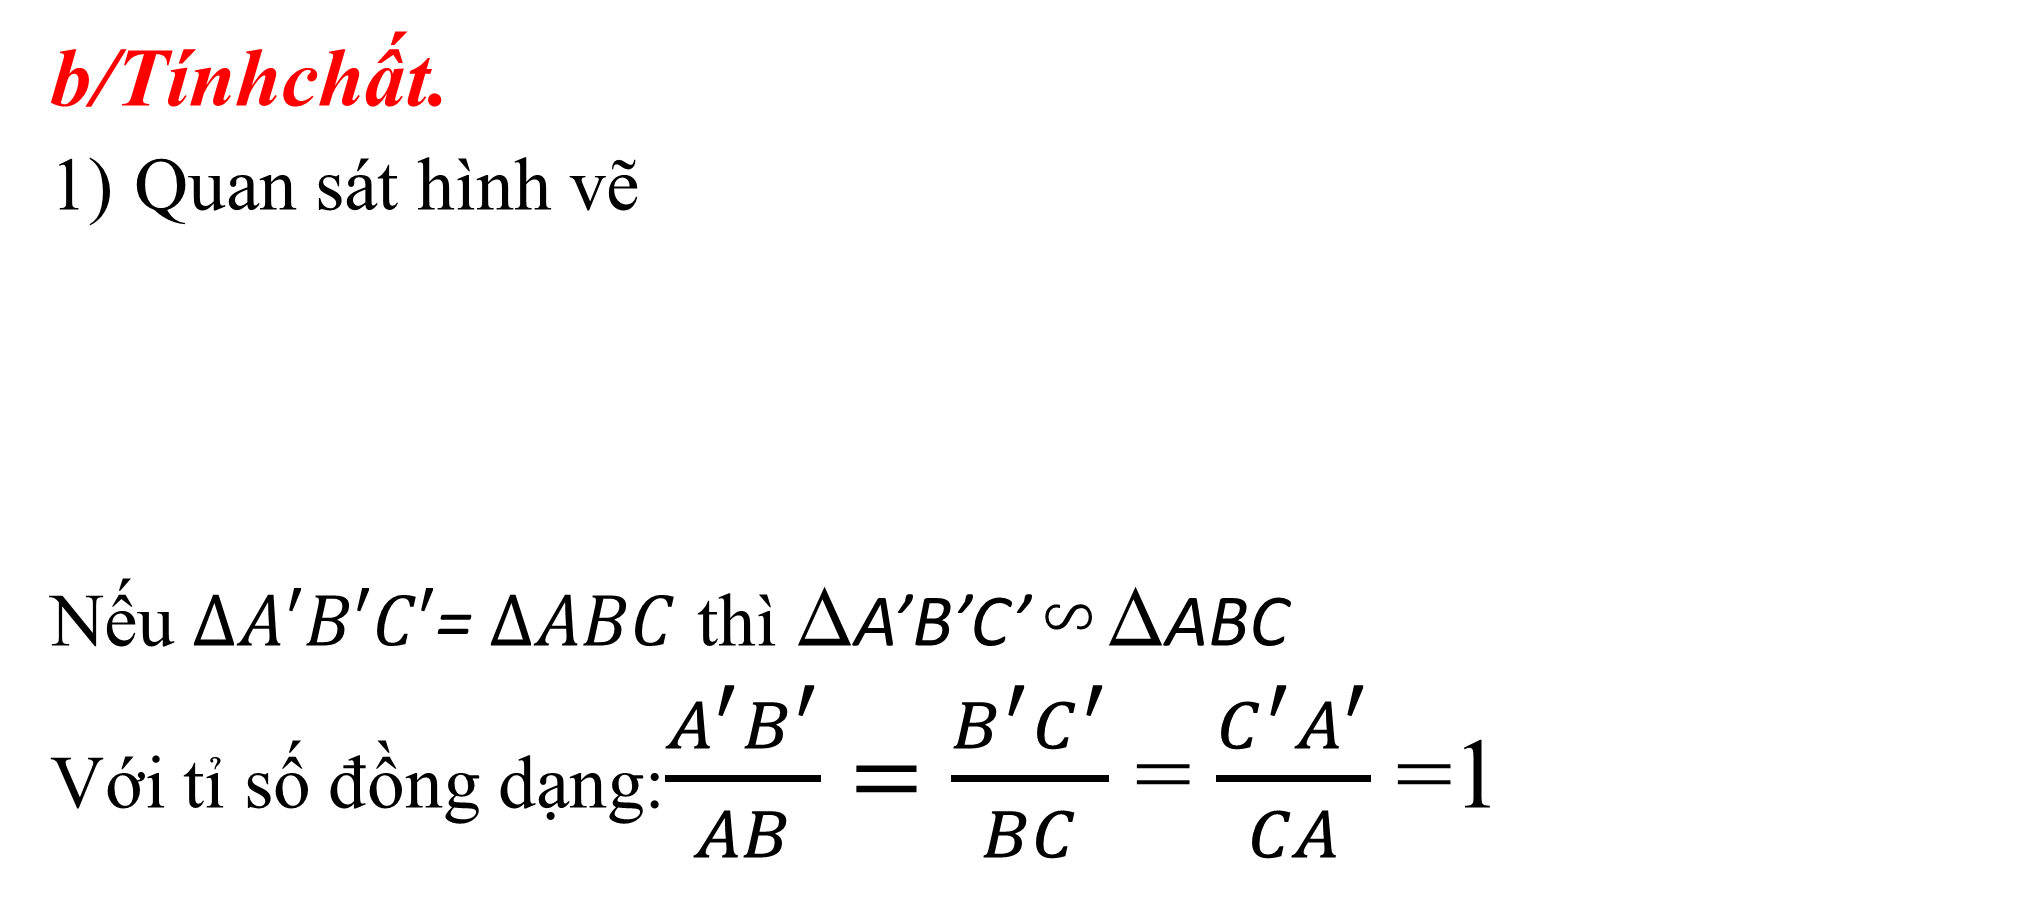 b/Tínhchất.
1) Quan sát hình vẽ
Nếu ΔA′B′C′= ΔABC thì ΔA’B’C’ ∽ ΔABC
Với tỉ số đồng dạng: A′B′/AB = B′C′/BC = C′A′/CA =1